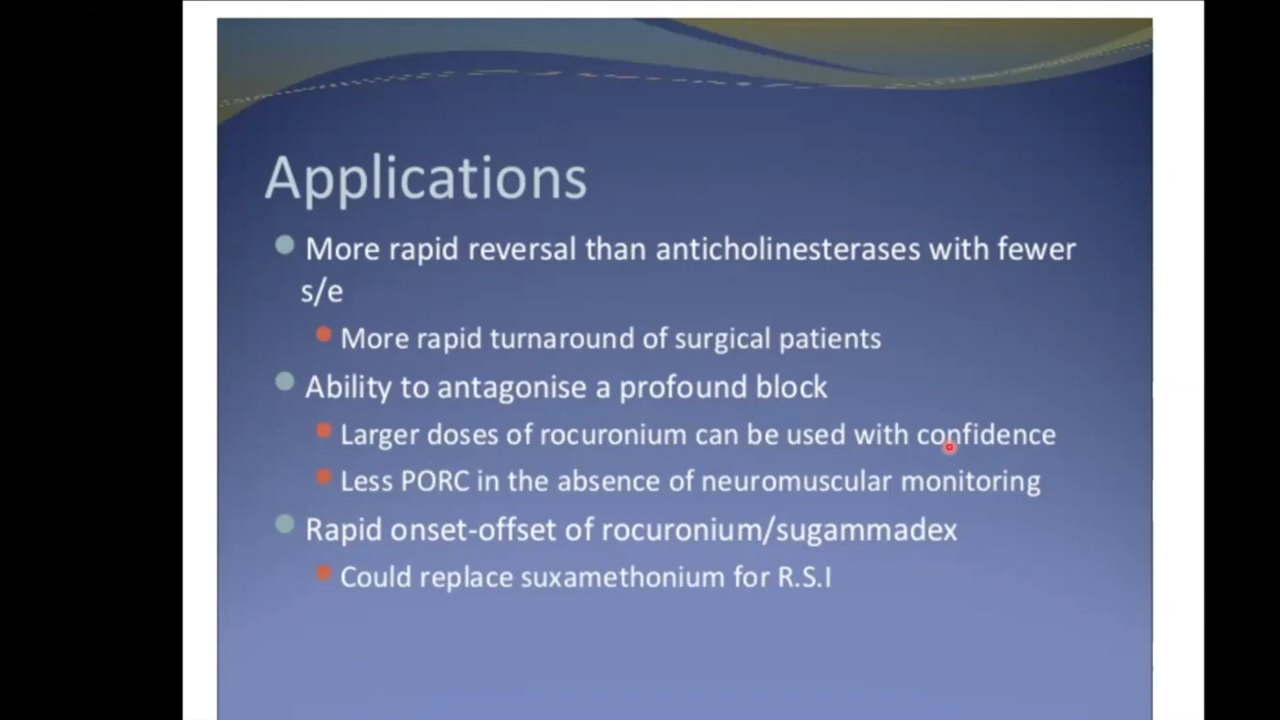 Applications
More rapid reversal than anticholinesterases with fewer
s/e
More rapid turnaround of surgical patients
Ability to antagonise a profound block
Larger doses of rocuronium can be used with confidence
Less PORC in the absence of neuromuscular monitoring
Rapid onset-offset of rocuronium/sugammadex
Could replace suxamethonium for R.S.I